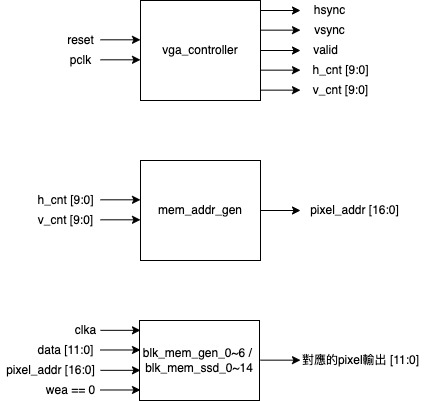 reset
pclk
vga_controller
hsync
vsync
valid
h_cnt [9:0]
v_cnt [9:0]
h_cnt [9:0]
v_cnt [9:0]
mem_addr_gen
pixel_addr [16:0]
clka
data [11:0]
pixel_addr [16:0]
wea == 0
blk_mem_gen_0~6 /
blk_mem_ssd_0~14
對應的pixel輸出 [11:0]